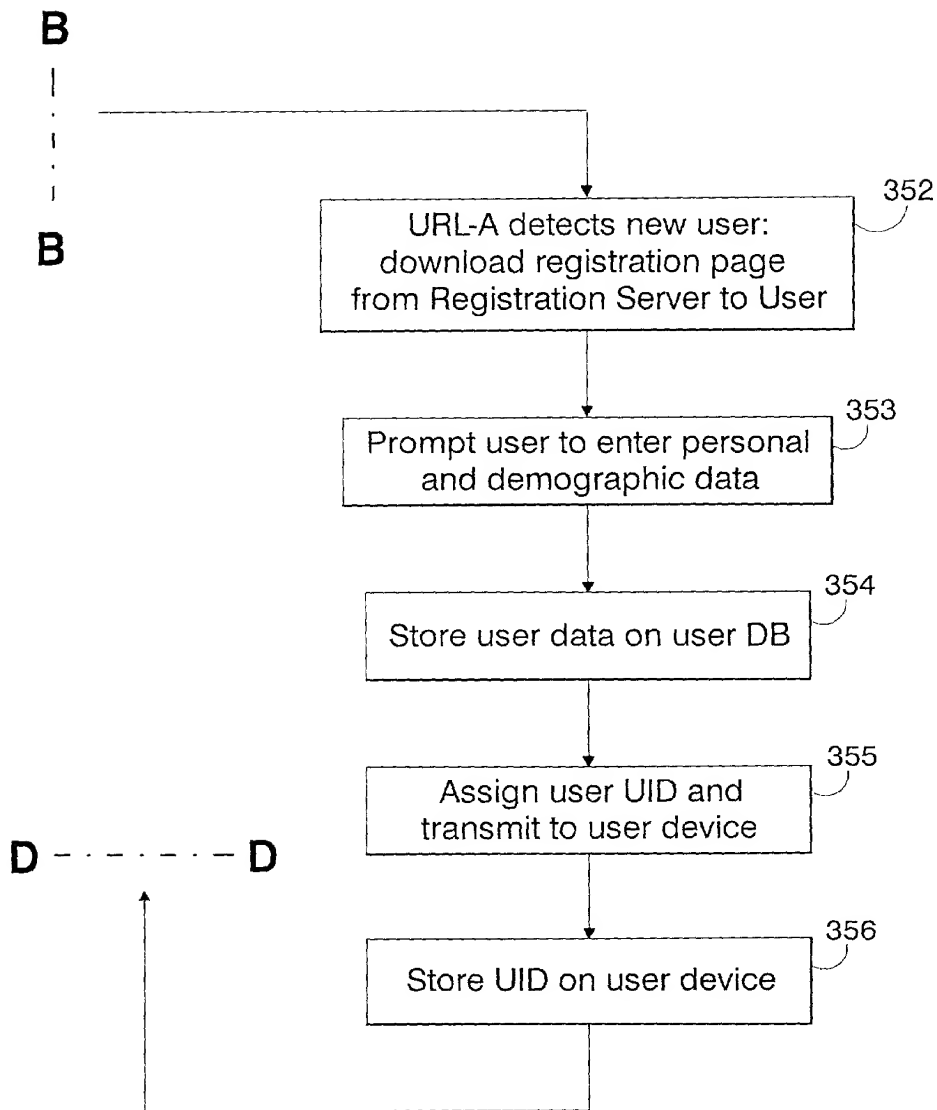 B
B
352
URL-A detects new user:
download registration page
from Registration Server to User
353
Prompt user to enter personal
and demographic data
354
Store user data on user DB
355
Assign user UID and
transmit to user device
D D
356
Store UID on user device